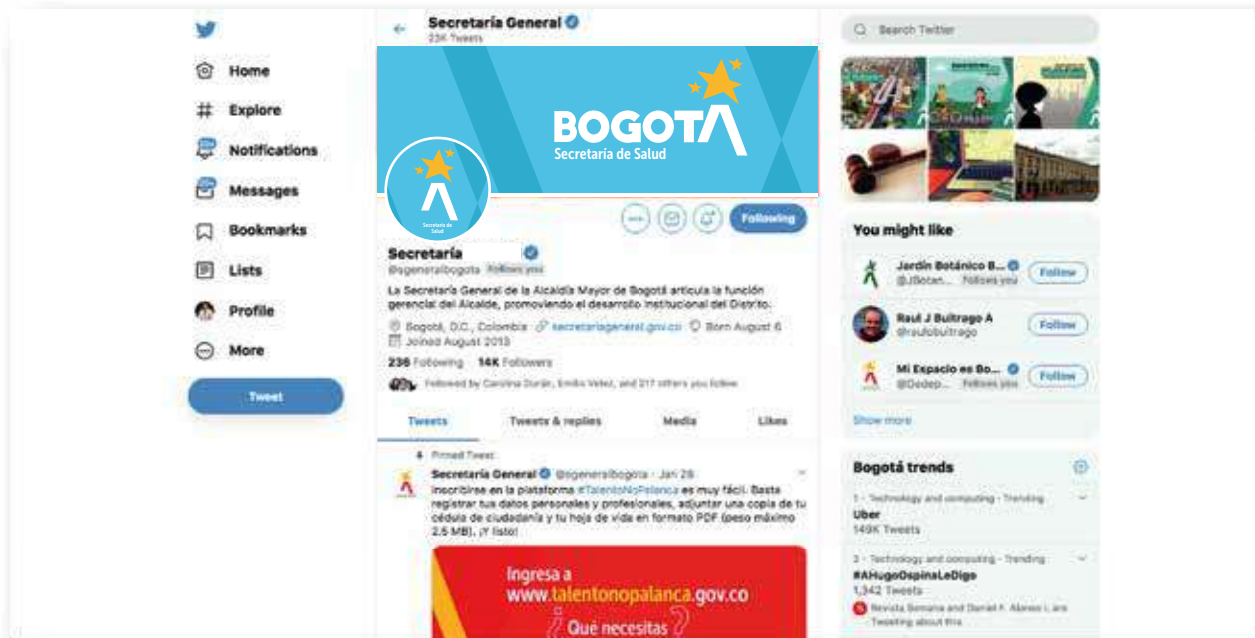 Home
Explore
Notifications
Messages
Bookmarks
Lists
Profile
More
Tweet
Secretaría General
23K Tweets
BOGOTÁ
Secretaría de Salud
Secretaría de
Salud
Following
Secretaría
@sgeneralbogota Follows you
La Secretaría General de la Alcaldía Mayor de Bogotá articula la función
gerencial del Alcalde, promoviendo el desarrollo institucional del Distrito.
Bogotá, D.C., Colombia secretariageneral.gov.co Born August 6
Joined August 2013
236 Following 14K Followers
Followed by Carolina Durán, Emilia Velez, and 217 others you follow
Tweets Tweets & replies Media Likes
Pinned Tweet
Secretaría General @sgeneralbogota · Jan 28
Inscribirse en la plataforma #TalentoNoPalanca es muy fácil. Basta
registrar tus datos personales y profesionales, adjuntar una copia de tu
cédula de ciudadanía y tu hoja de vida en formato PDF (peso máximo
2.5 MB), ¡Y listo!
Ingresa a
www.talentonopalanca.gov.co
¿Qué necesitas?
Search Twitter
You might like
Jardín Botánico B...
@JBotan... Follows you
Follow
Raul J Buitrago A
@raulobuitrago
Follow
Mi Espacio es Bo...
@Dadep... Follows you
Follow
Show more
Bogotá trends
1 · Technology and computing · Trending
Uber
149K Tweets
3 · Technology and computing · Trending
#AHugoOspinaLeDigo
1,342 Tweets
Revista Semana and Daniel F. Alonso L are
Tweeting about this